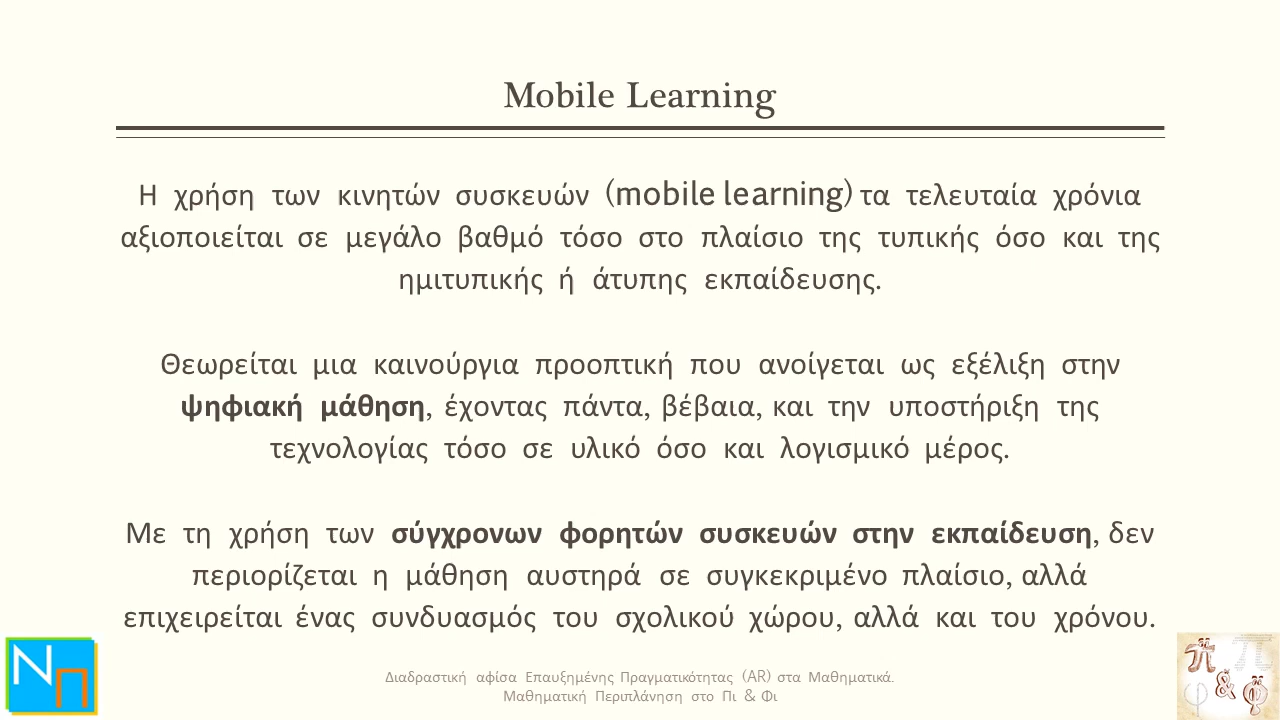 Mobile Learning
Η χρήση των κινητών συσκευών (mobile learning) τα τελευταία χρόνια
αξιοποιείται σε μεγάλο βαθμό τόσο στο πλαίσιο της τυπικής όσο και της
ημιτυπικής ή άτυπης εκπαίδευσης.
Θεωρείται μια καινούργια προοπτική που ανοίγεται ως εξέλιξη στην
ψηφιακή μάθηση, έχοντας πάντα, βέβαια, και την υποστήριξη της
τεχνολογίας τόσο σε υλικό όσο και λογισμικό μέρος.
Με τη χρήση των σύγχρονων φορητών συσκευών στην εκπαίδευση, δεν
περιορίζεται η μάθηση αυστηρά σε συγκεκριμένο πλαίσιο, αλλά
επιχειρείται ένας συνδυασμός του σχολικού χώρου, αλλά και του χρόνου.
Διαδραστική αφίσα Επαυξημένης Πραγματικότητας (AR) στα Μαθηματικά.
Μαθηματική Περιπλάνηση στο Πι & Φι
Νπ
π & φ